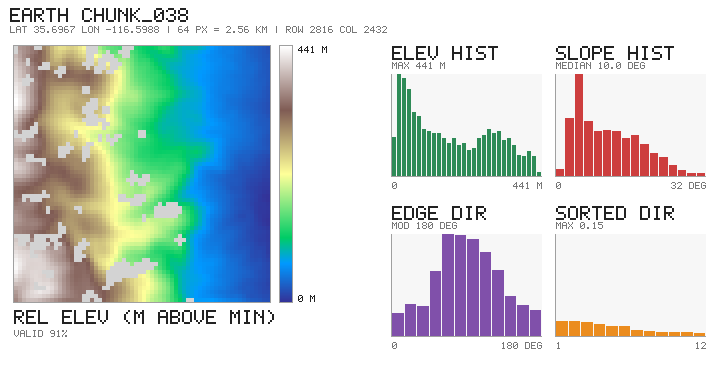 EARTH CHUNK_038
LAT 35.6967 LON -116.5988 | 64 PX = 2.56 KM | ROW 2816 COL 2432
441 M
0 M
REL ELEV (M ABOVE MIN)
VALID 91%
ELEV HIST
MAX 441 M
0 441 M
SLOPE HIST
MEDIAN 10.0 DEG
0 32 DEG
EDGE DIR
MOD 180 DEG
0 180 DEG
SORTED DIR
MAX 0.15
1 12